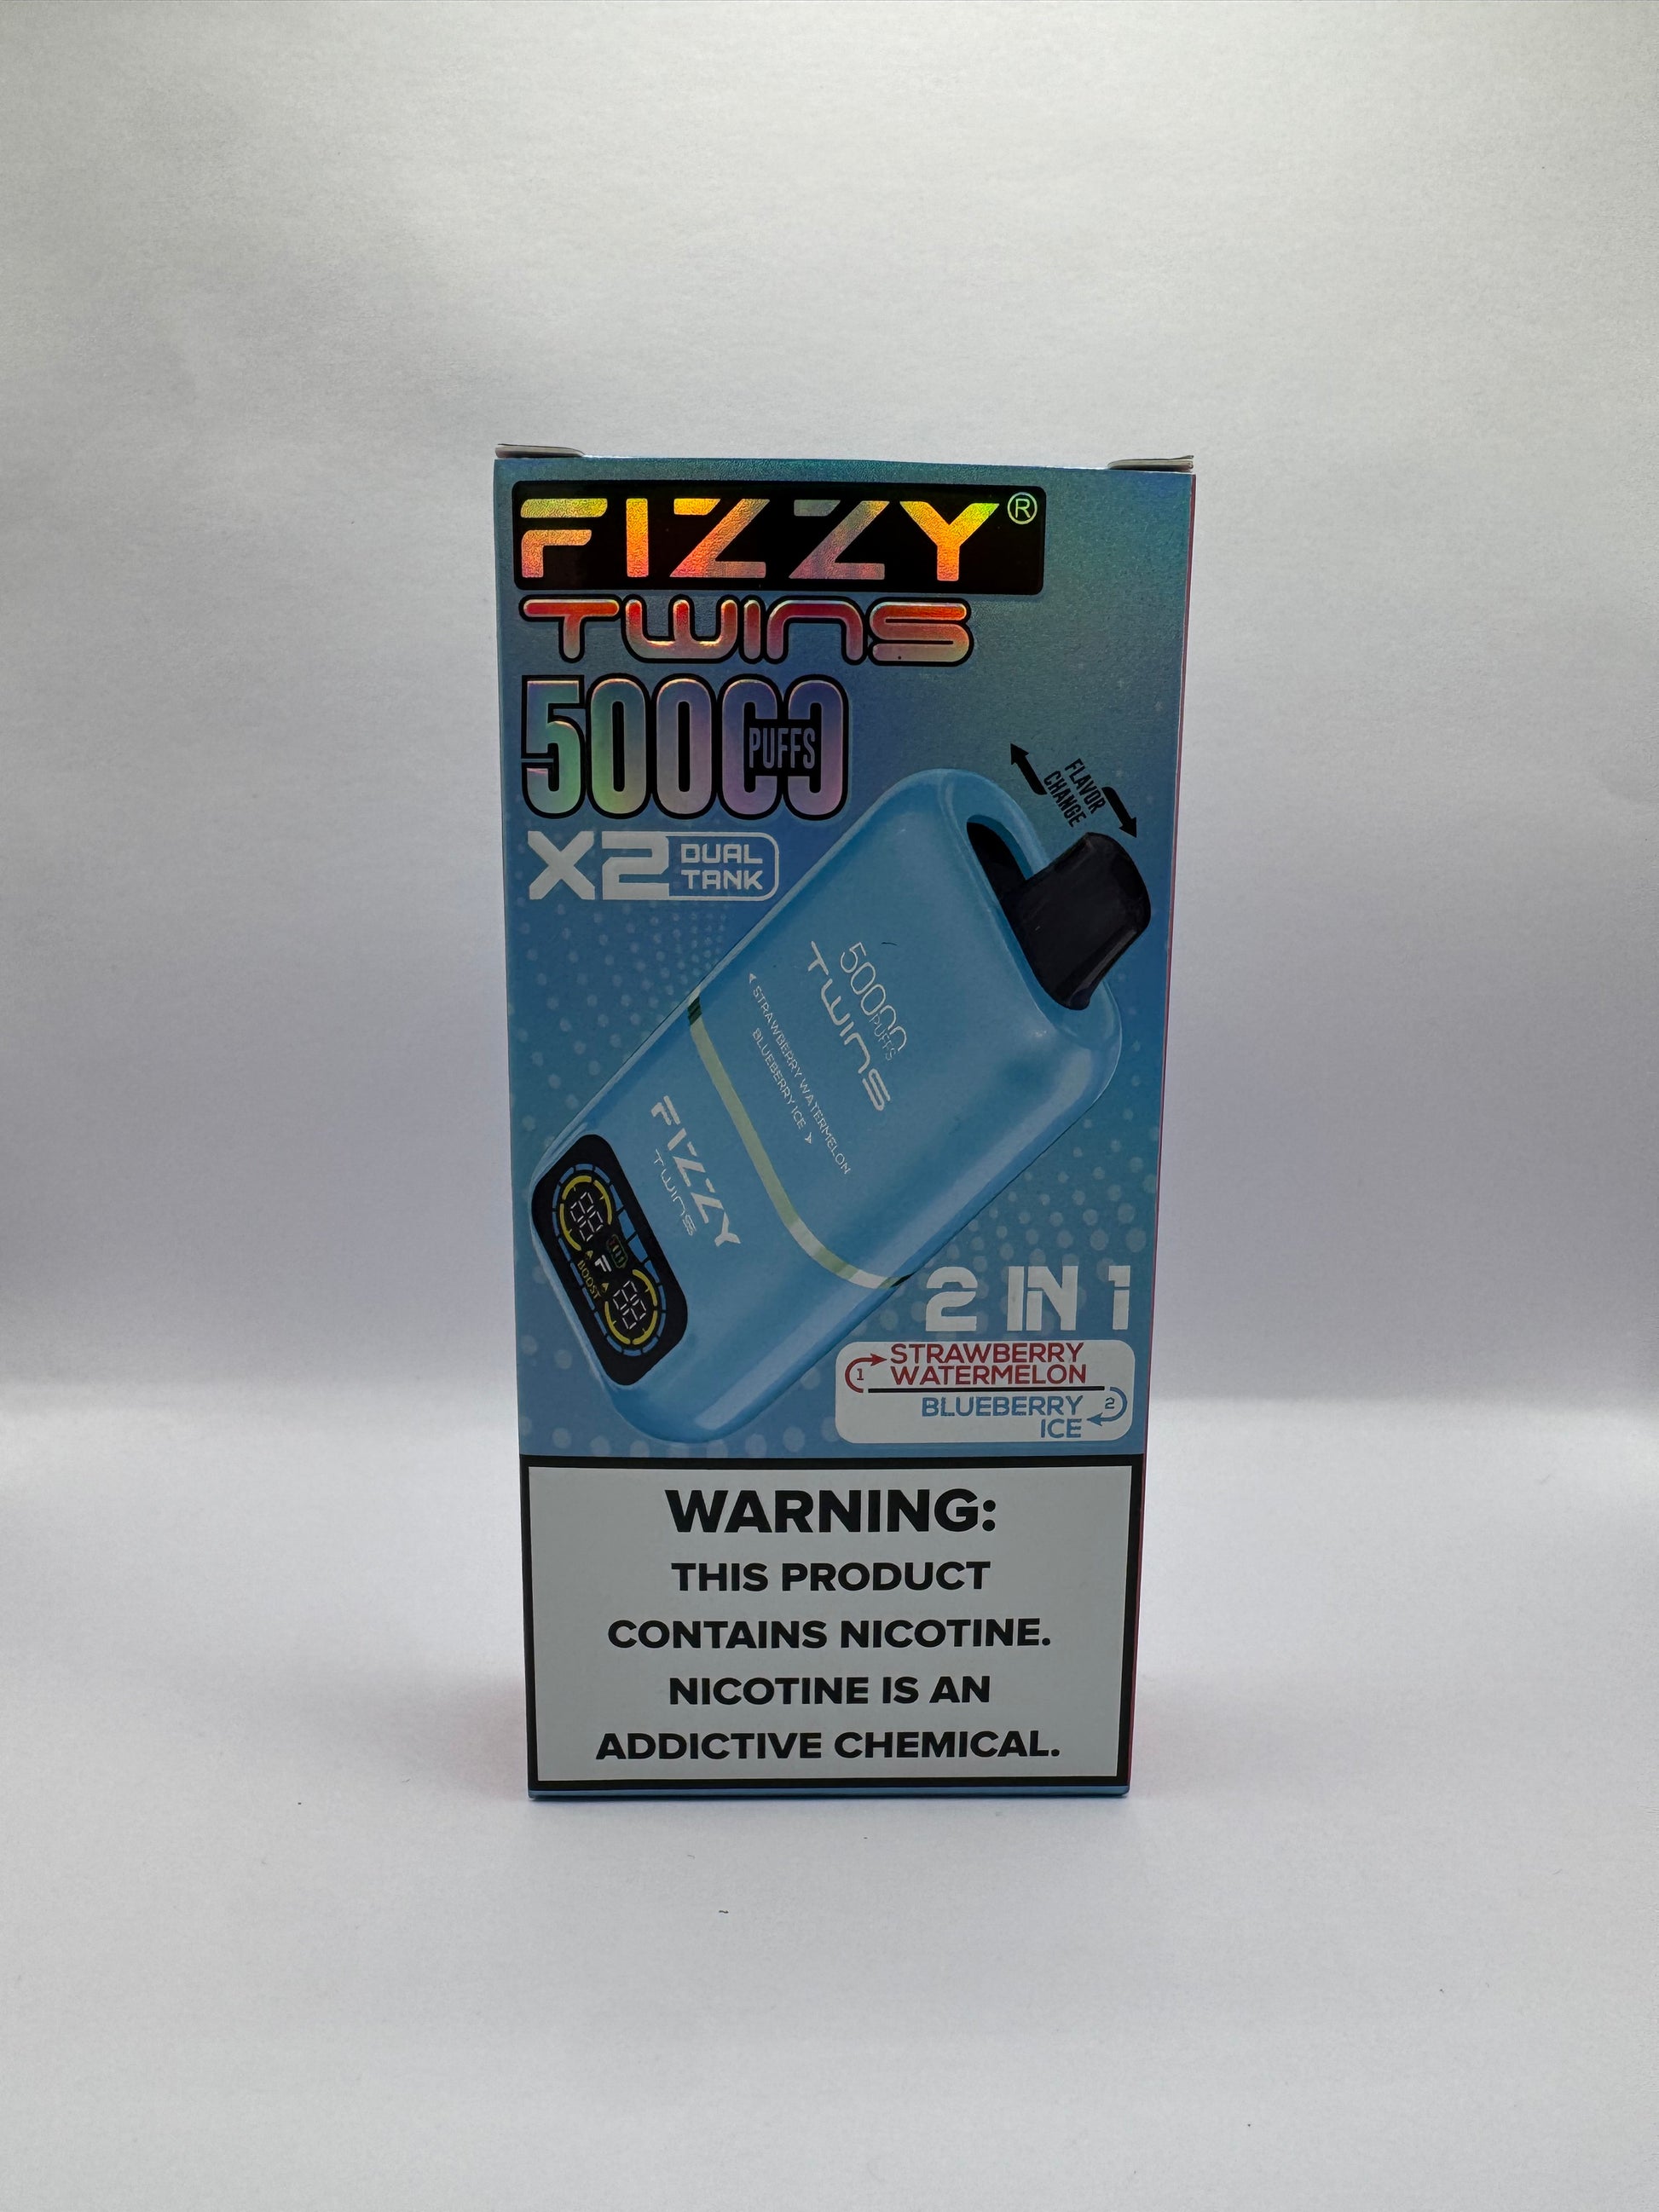 FIZZY®
TWINS
50000
PUFFS
X2 DUAL
TANK
FLAVOR
CHANGE
50000
PUFFS
TWINS
STRAWBERRY WATERMELON
BLUEBERRY ICE
FIZZY
TWINS
88
F
BOOST
88
2 IN 1
1 STRAWBERRY
WATERMELON
BLUEBERRY 2
ICE
WARNING:
THIS PRODUCT
CONTAINS NICOTINE.
NICOTINE IS AN
ADDICTIVE CHEMICAL.